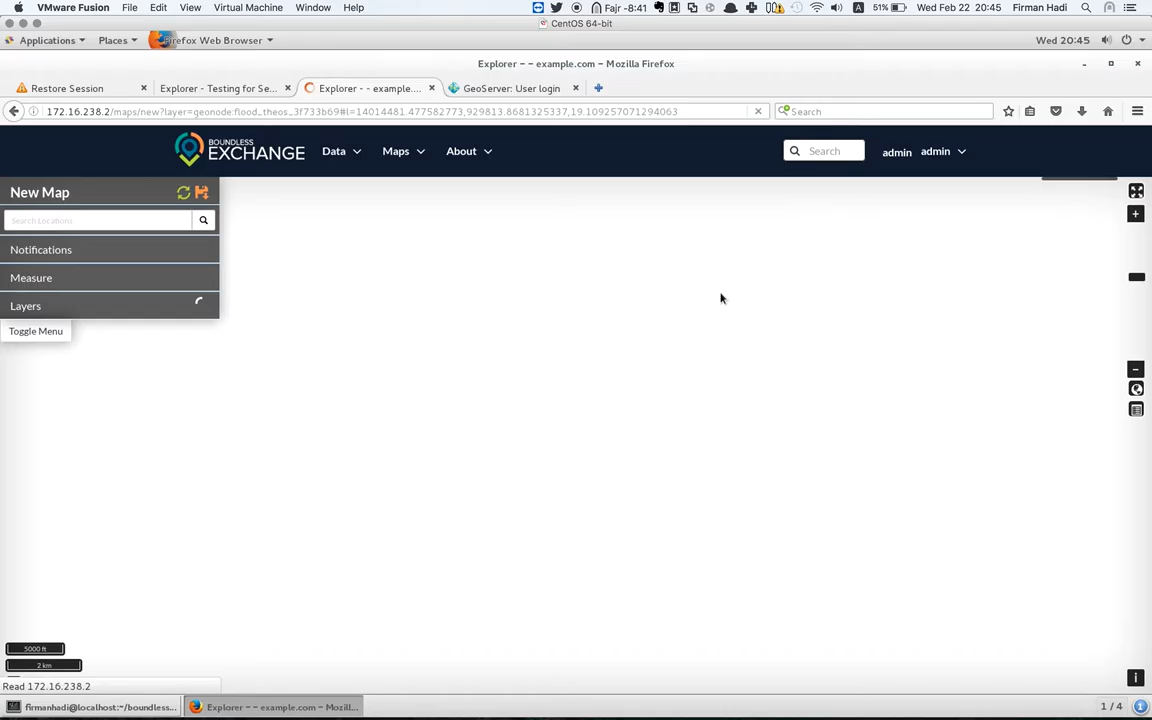 VMware Fusion File Edit View Virtual Machine Window Help Fajr -8:41 A 51% Wed Feb 22 20:45 Firman Hadi
CentOS 64-bit
Applications Places Firefox Web Browser Wed 20:45
Explorer - - example.com - Mozilla Firefox
Restore Session Explorer - Testing for Se... Explorer - - example.... GeoServer: User login
172.16.238.2/maps/new?layer=geonode:flood_theos_3f733b69#l=14014481.477582773,929813.8681325337,19.109257071294063 Search
BOUNDLESS
EXCHANGE
Data Maps About Search admin admin
New Map
Search Locations
Notifications
Measure
Layers
Toggle Menu
5000 ft
2 km
Read 172.16.238.2
firmanhadi@localhost:~/boundless... Explorer - - example.com - Mozill... 1 / 4